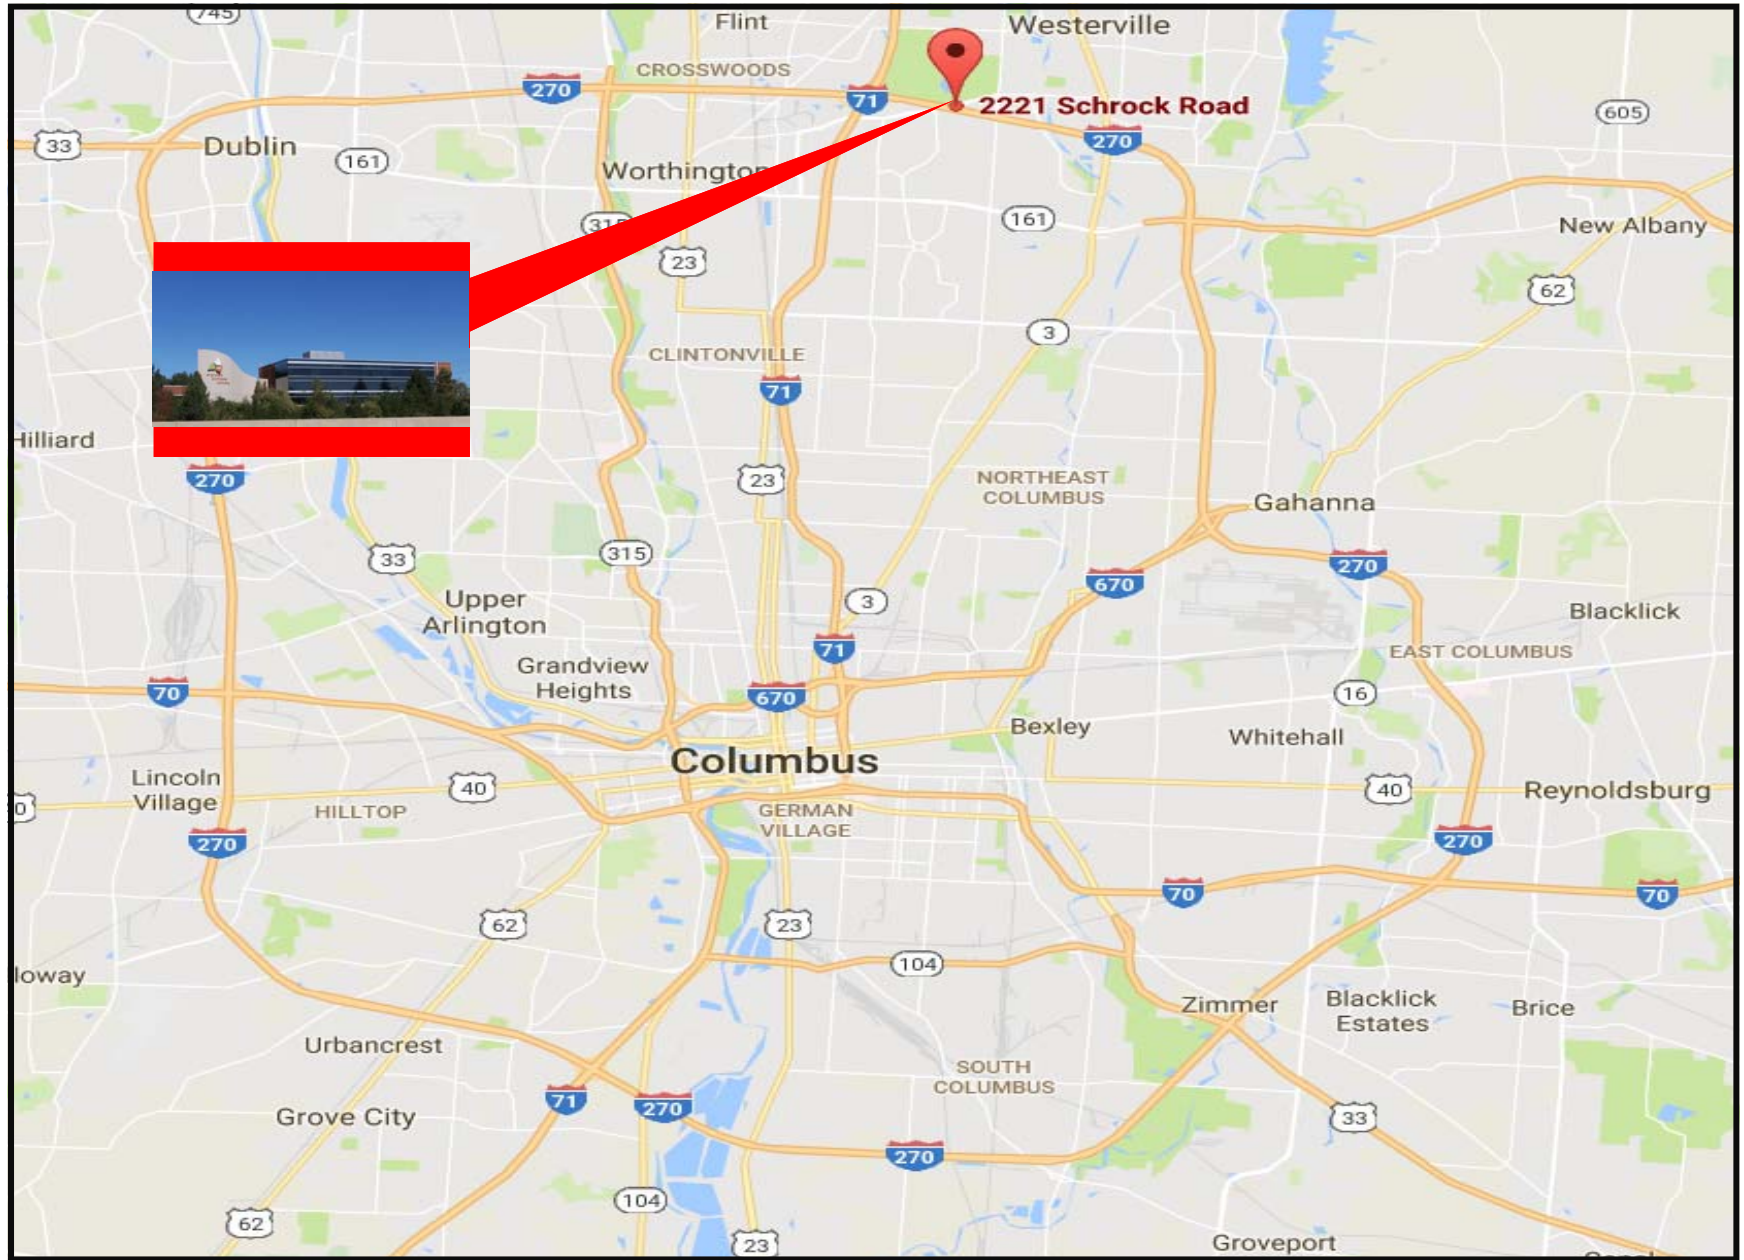 745
Flint
Westerville
CROSSWOODS
270
71
2221 Schrock Road
605
33
Dublin
161
270
Worthington
315
161
New Albany
23
62
3
CLINTONVILLE
71
Hilliard
270
23
NORTHEAST
COLUMBUS
Gahanna
33
315
270
670
Upper
Arlington
3
Blacklick
71
EAST COLUMBUS
Grandview
Heights
70
670
16
Bexley
Whitehall
Columbus
Lincoln
Village
40
40
Reynoldsburg
0
HILLTOP
GERMAN
VILLAGE
270
270
70
70
62
23
104
loway
Zimmer
Blacklick
Estates
Brice
Urbancrest
SOUTH
COLUMBUS
71
270
Grove City
33
270
104
62
23
Groveport